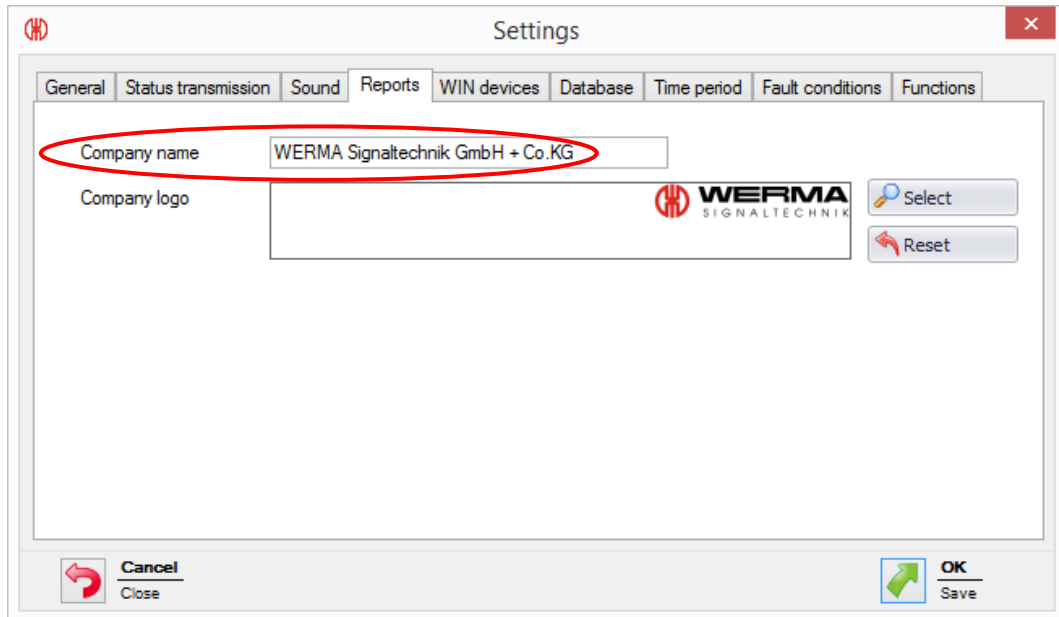 Settings
General Status transmission Sound Reports WIN devices Database Time period Fault conditions Functions
Company name WERMA Signaltechnik GmbH + Co.KG
Company logo WERMA Select
SIGNALTECHNIK
Reset
Cancel OK
Close Save